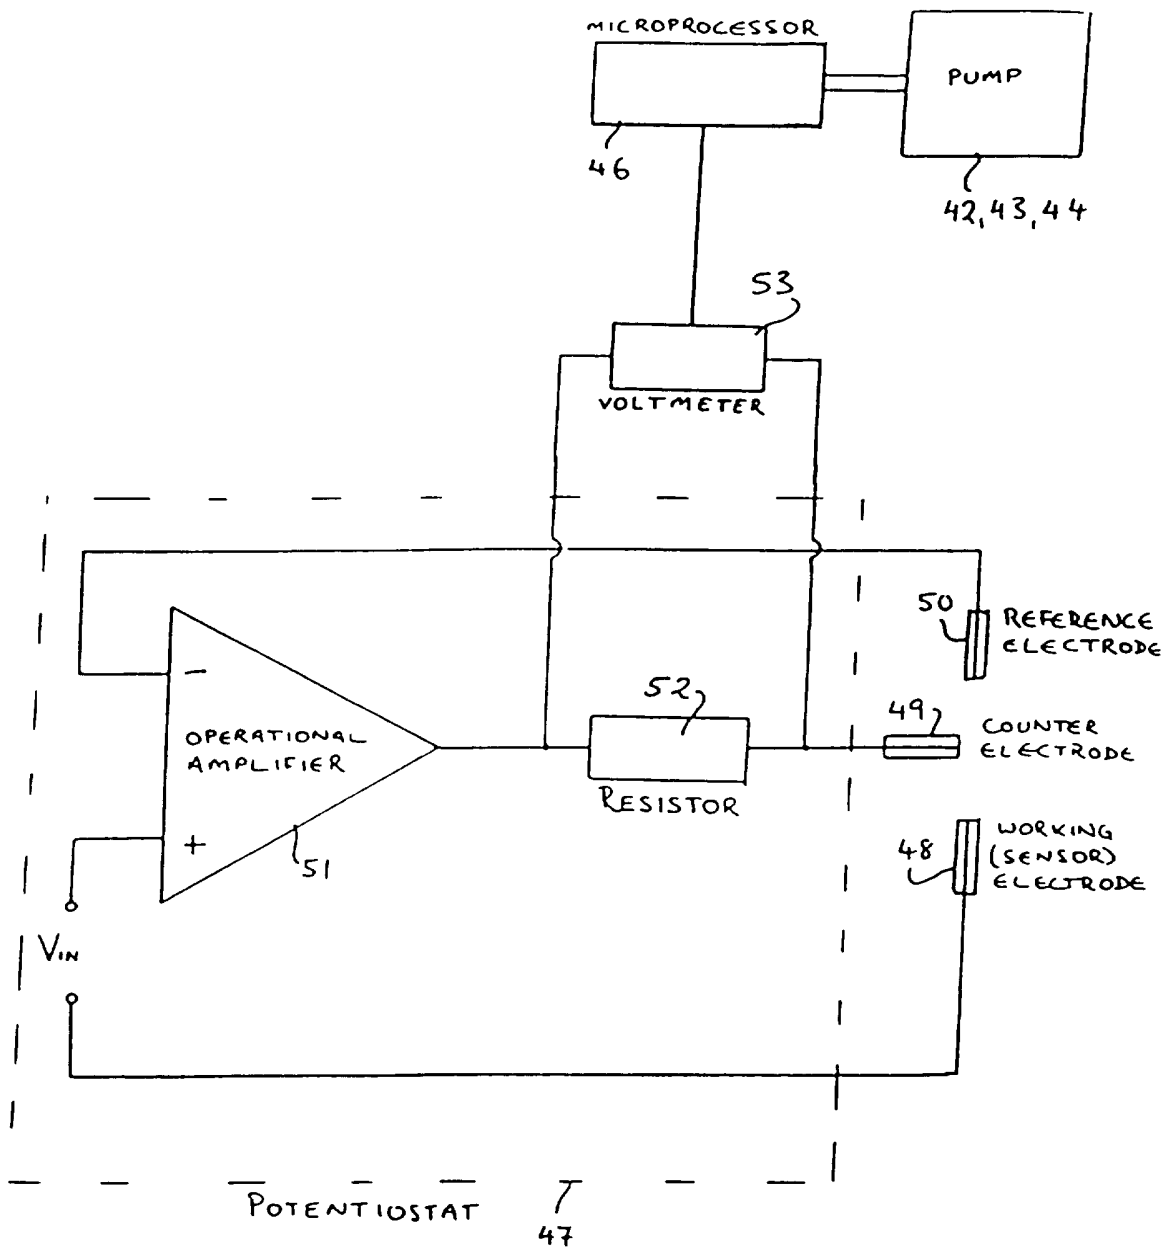 MICROPROCESSOR
PUMP
46
42,43,44
53
VOLTMETER
50
REFERENCE
ELECTRODE
-
52
49
COUNTER
ELECTRODE
OPERATIONAL
AMPLIFIER
RESISTOR
+
51
48
WORKING
(SENSOR)
ELECTRODE
VIN
POTENTIOSTAT
47